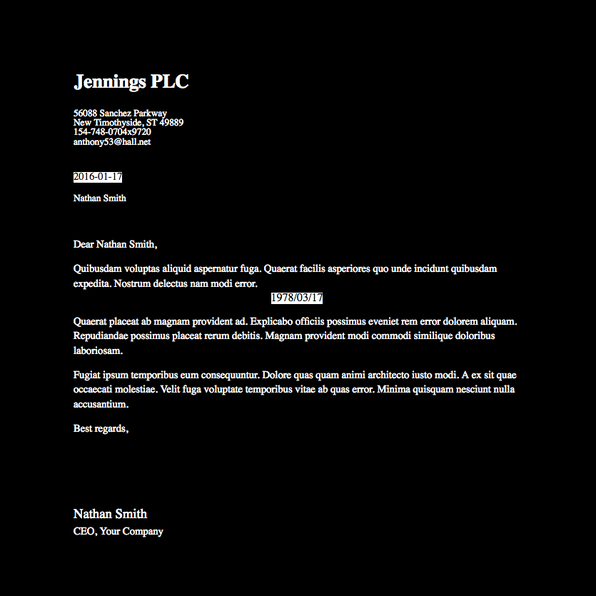 Jennings PLC
56088 Sanchez Parkway
New Timothyside, ST 49889
154-748-0704x9720
anthony53@hall.net
2016-01-17
Nathan Smith
Dear Nathan Smith,
Quibusdam voluptas aliquid aspernatur fuga. Quaerat facilis asperiores quo unde incidunt quibusdam
expedita. Nostrum delectus nam modi error.
1978/03/17
Quaerat placeat ab magnam provident ad. Explicabo officiis possimus eveniet rem error dolorem aliquam.
Repudiandae possimus placeat rerum debitis. Magnam provident modi commodi similique doloribus
laboriosam.
Fugiat ipsum temporibus eum consequuntur. Dolore quas quam animi architecto iusto modi. A ex sit quae
occaecati molestiae. Velit fuga voluptate temporibus vitae ab quas error. Minima quisquam nesciunt nulla
accusantium.
Best regards,
Nathan Smith
CEO, Your Company